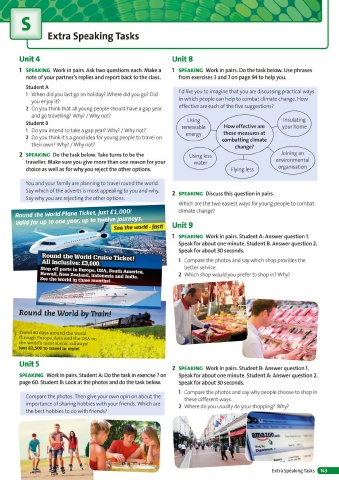 S
Extra Speaking Tasks
Unit 4
1 SPEAKING Work in pairs. Ask two questions each. Make a
note of your partner's replies and report back to the class.
Student A
1 When did you last go on holiday? Where did you go? Did
you enjoy it?
2 Do you think that all young people should have a gap year
and go travelling? Why? / Why not?
Student B
1 Do you intend to take a gap year? Why? / Why not?
2 Do you think it's a good idea for young people to travel on
their own? Why? / Why not?
2 SPEAKING Do the task below. Take turns to be the
traveller. Make sure you give more than one reason for your
choice as well as for why you reject the other options.
You and your family are planning to travel round the world.
Say which of the adverts is most appealing to you and why.
Say why you are rejecting the other options.
Round the World Plane Ticket, just £1,000!
Valid for up to one year, up to twelve journeys.
See the world - fast!
Round the World Cruise Ticket!
All inclusive: £3,000
Stop off ports in Europe, USA, South America,
Hawaii, New Zealand, Indonesia and India.
See the world in three months!
Round the World by Train!
Travel 80 days around the world
through Europe, Asia and the USA on
the world's most scenic railways!
Just £2,500 to travel in style!
Unit 5
SPEAKING Work in pairs. Student A: Do the task in exercise 7 on
page 60. Student B: Look at the photos and do the task below.
Compare the photos. Then give your own opinion about the
importance of sharing hobbies with your friends. Which are
the best hobbies to do with friends?
Unit 8
1 SPEAKING Work in pairs. Do the task below. Use phrases
from exercises 3 and 7 on page 94 to help you.
I'd like you to imagine that you are discussing practical ways
in which people can help to combat climate change. How
effective are each of the five suggestions?
Using
renewable
energy
How effective are
these measures at
combatting climate
change?
Insulating
your home
Using less
water
Flying less
Joining an
environmental
organisation
2 SPEAKING Discuss this question in pairs.
Which are the two easiest ways for young people to combat
climate change?
Unit 9
1 SPEAKING Work in pairs. Student A: Answer question 1.
Speak for about one minute. Student B: Answer question 2.
Speak for about 30 seconds.
1 Compare the photos and say which shop provides the
better service.
2 Which shop would you prefer to shop in? Why?
2 SPEAKING Work in pairs. Student B: Answer question 1.
Speak for about one minute. Student A: Answer question 2.
Speak for about 30 seconds.
1 Compare the photos and say why people choose to shop in
these different ways.
2 Where do you usually do your shopping? Why?
amazon
Extra Speaking Tasks 143